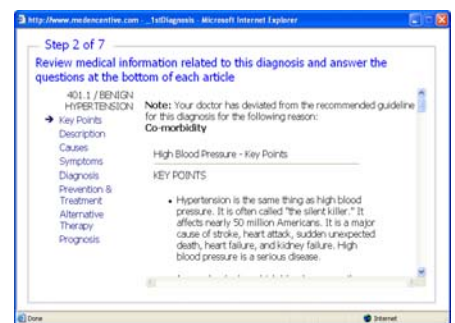 http://www.medencentive.com - _1stDiagnosis - Microsoft Internet Explorer
Step 2 of 7
Review medical information related to this diagnosis and answer the
questions at the bottom of each article
401.1 / BENIGN
HYPERTENSION
Key Points
Description
Causes
Symptoms
Diagnosis
Prevention &
Treatment
Alternative
Therapy
Prognosis
Note: Your doctor has deviated from the recommended guideline
for this diagnosis for the following reason:
Co-morbidity
High Blood Pressure - Key Points
KEY POINTS
• Hypertension is the same thing as high blood
pressure. It is often called "the silent killer." It
affects nearly 50 million Americans. It is a major
cause of stroke, heart attack, sudden unexpected
death, heart failure, and kidney failure. High
blood pressure is a serious disease.
Done
Internet